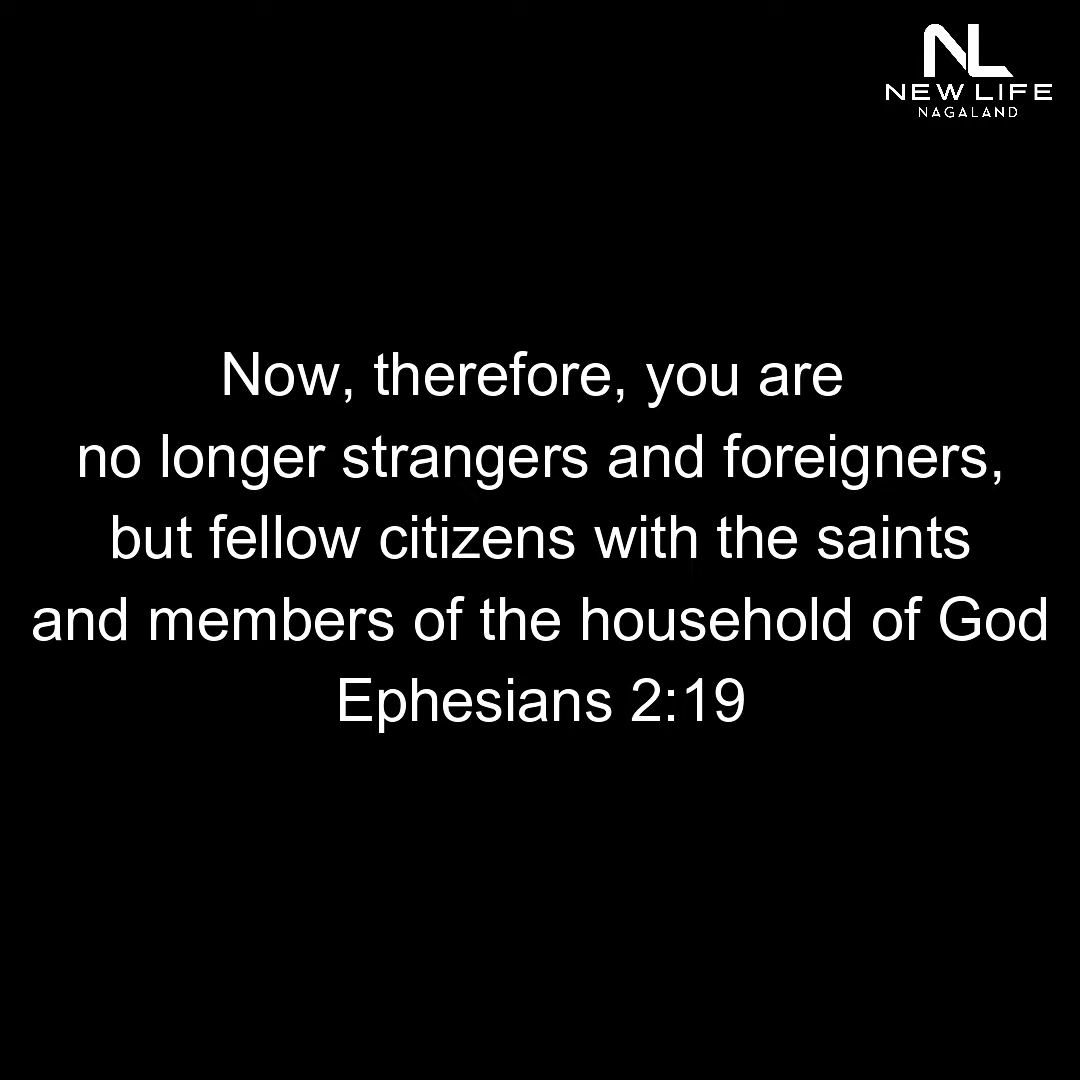 NL
NEW LIFE
NAGALAND
Now, therefore, you are
no longer strangers and foreigners,
but fellow citizens with the saints
and members of the household of God
Ephesians 2:19